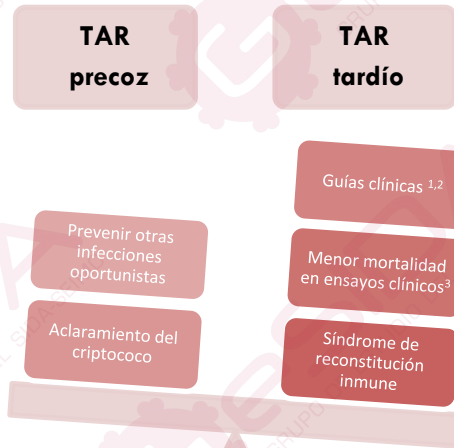 TAR
precoz
TAR
tardío
Prevenir otras
infecciones
oportunistas
Aclaramiento del
criptococo
Guías clínicas 1,2
Menor mortalidad
en ensayos clínicos3
Síndrome de
reconstitución
inmune